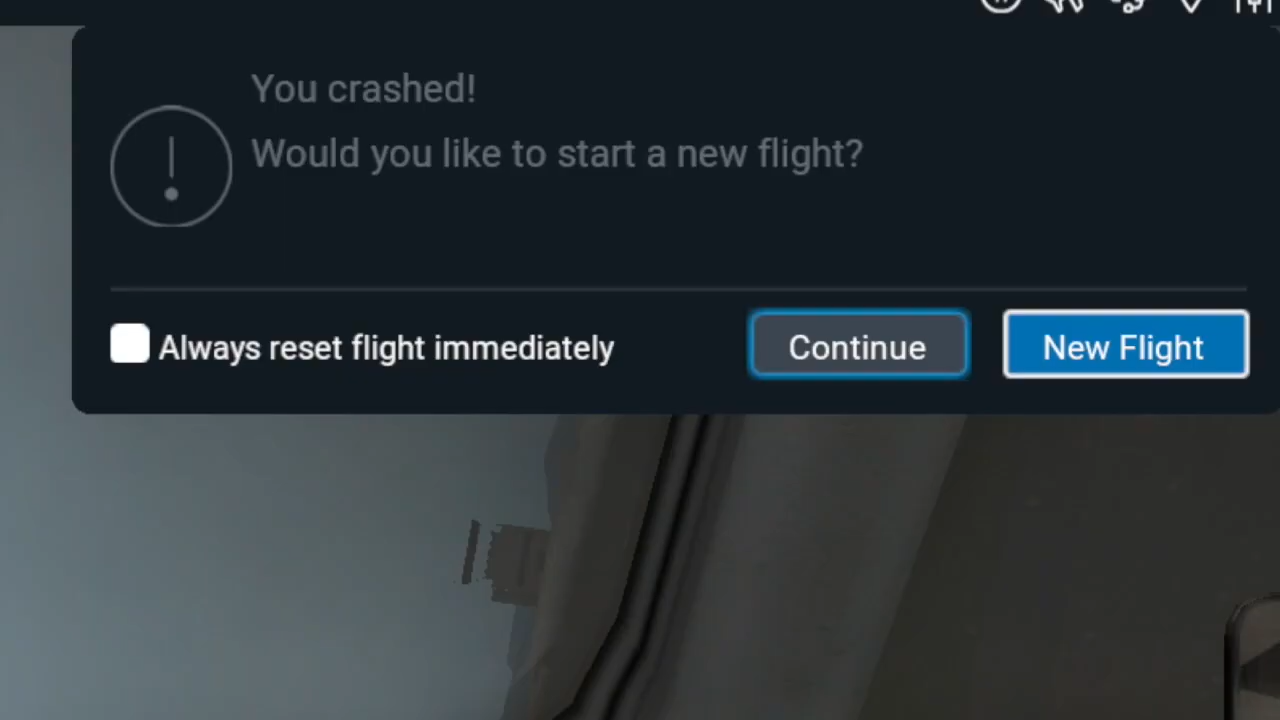 You crashed!
Would you like to start a new flight?
Always reset flight immediately
Continue
New Flight